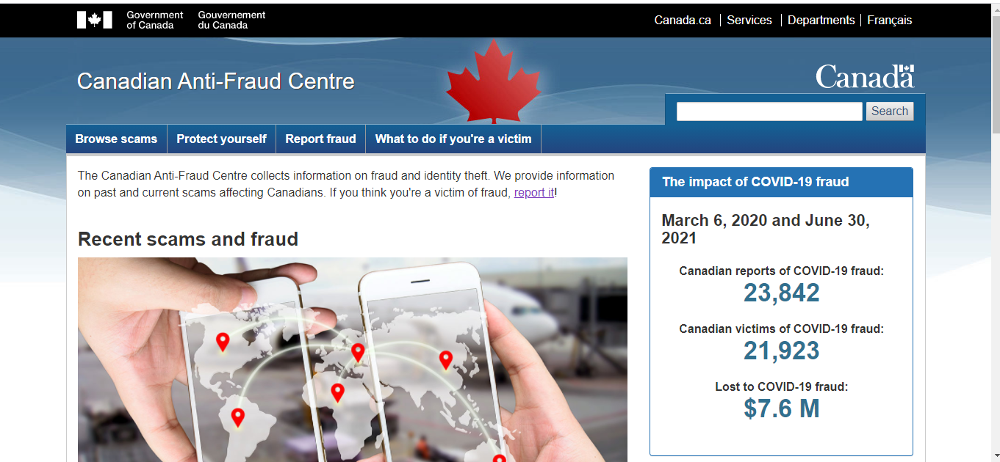 Government
of Canada
Gouvernement
du Canada
Canada.ca
Services
Departments
Français
Canadian Anti-Fraud Centre
Canada
Search
Browse scams
Protect yourself
Report fraud
What to do if you're a victim
The Canadian Anti-Fraud Centre collects information on fraud and identity theft. We provide information
on past and current scams affecting Canadians. If you think you're a victim of fraud, report it!
Recent scams and fraud
The impact of COVID-19 fraud
March 6, 2020 and June 30,
2021
Canadian reports of COVID-19 fraud:
23,842
Canadian victims of COVID-19 fraud:
21,923
Lost to COVID-19 fraud:
$7.6 M